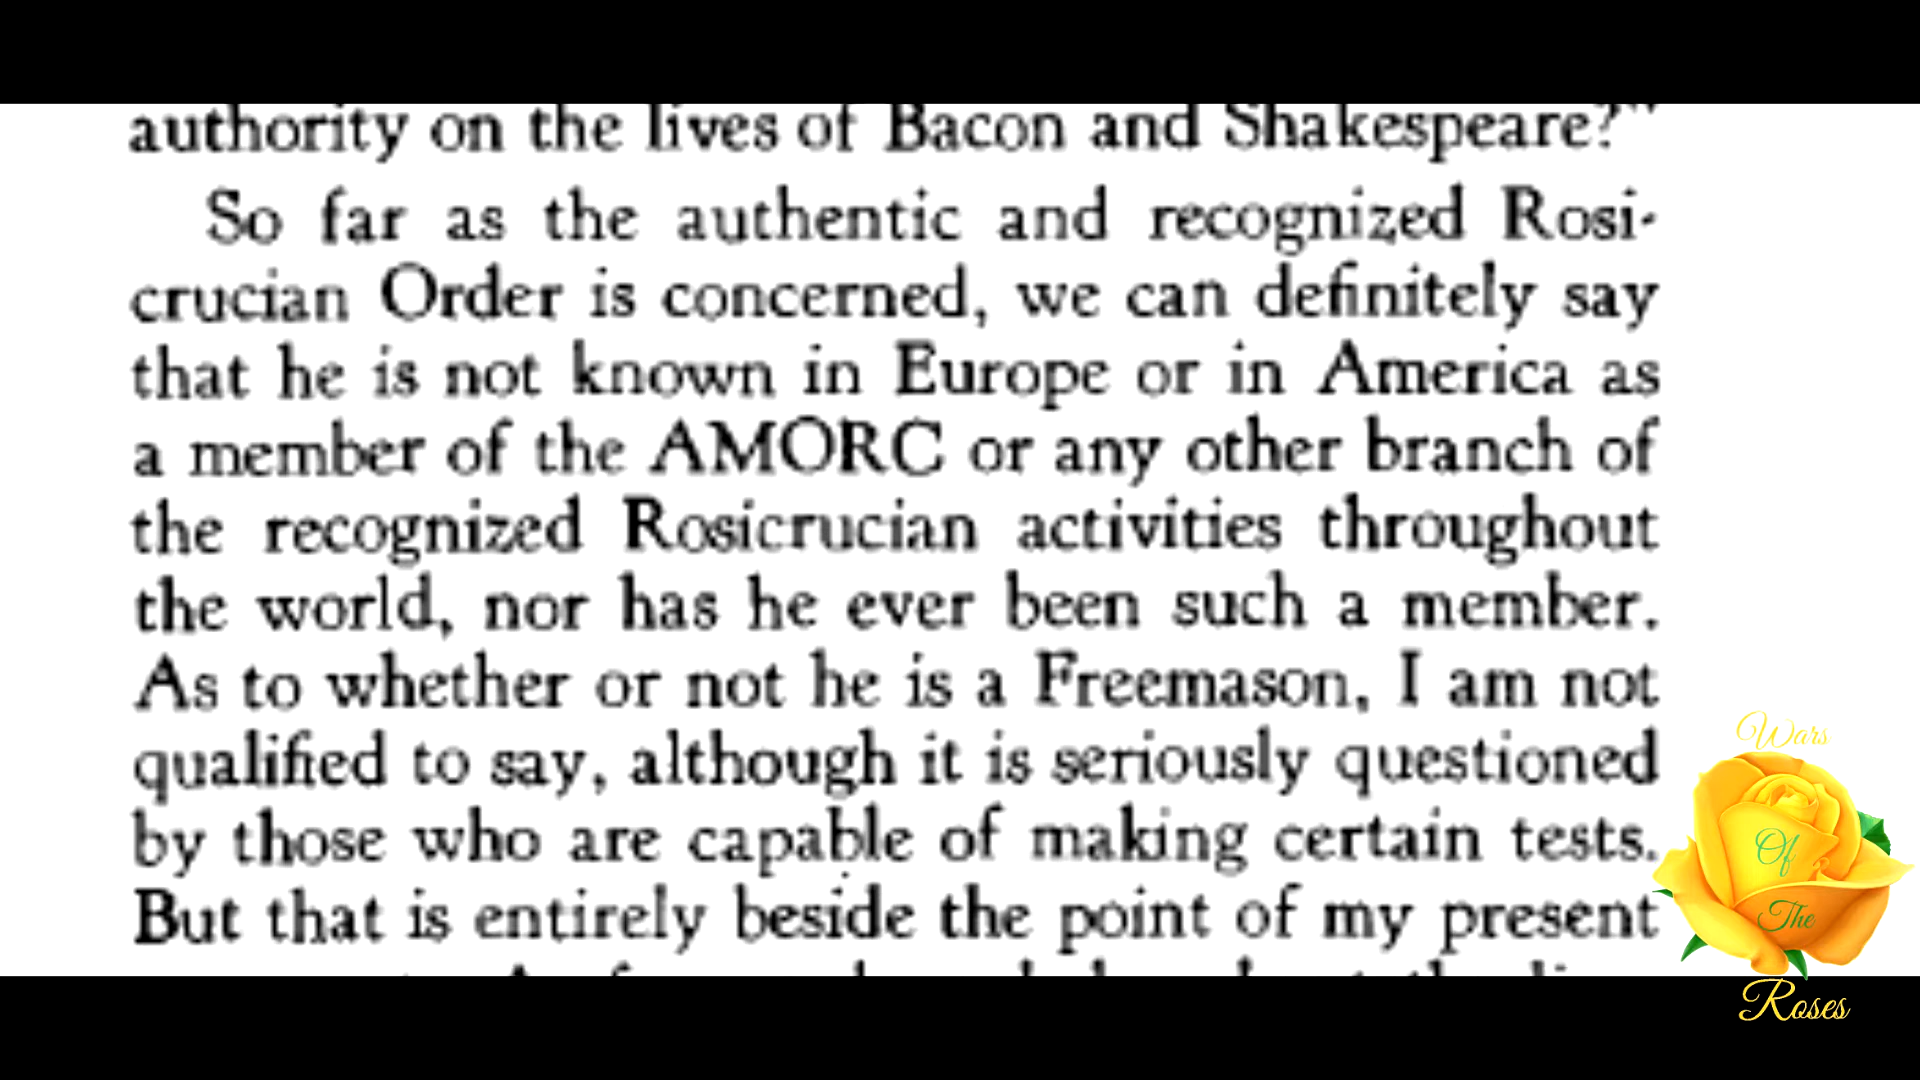 authority on the lives of Bacon and Shakespeare?"
So far as the authentic and recognized Rosi-
crucian Order is concerned, we can definitely say
that he is not known in Europe or in America as
a member of the AMORC or any other branch of
the recognized Rosicrucian activities throughout
the world, nor has he ever been such a member.
As to whether or not he is a Freemason, I am not
qualified to say, although it is seriously questioned
by those who are capable of making certain tests.
But that is entirely beside the point of my present
Wars
Of
The
Roses